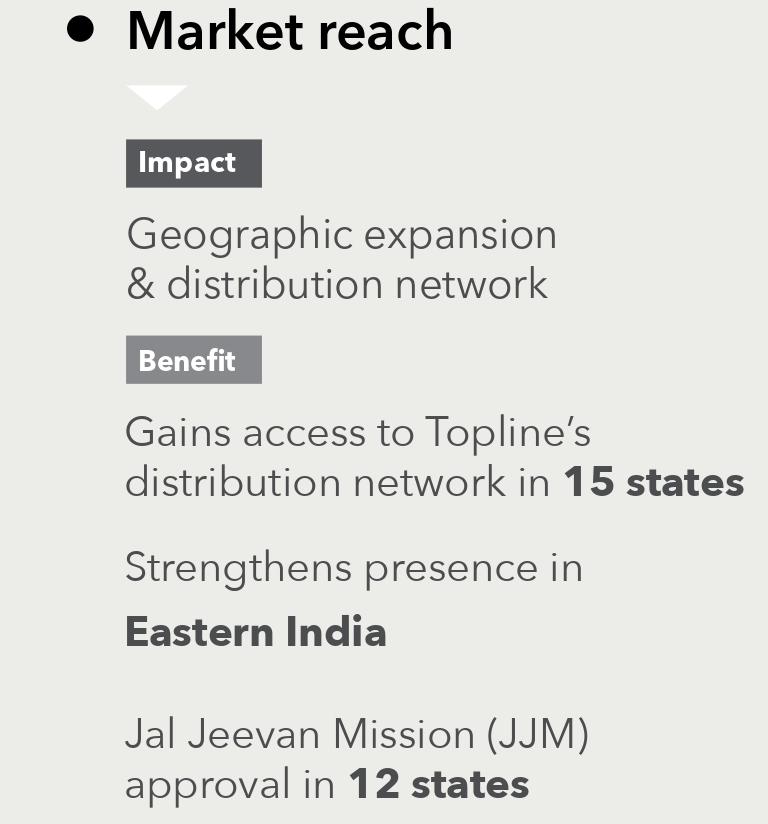 Market reach
Impact
Geographic expansion
& distribution network
Benefit
Gains access to Topline’s
distribution network in 15 states
Strengthens presence in
Eastern India
Jal Jeevan Mission (JJM)
approval in 12 states